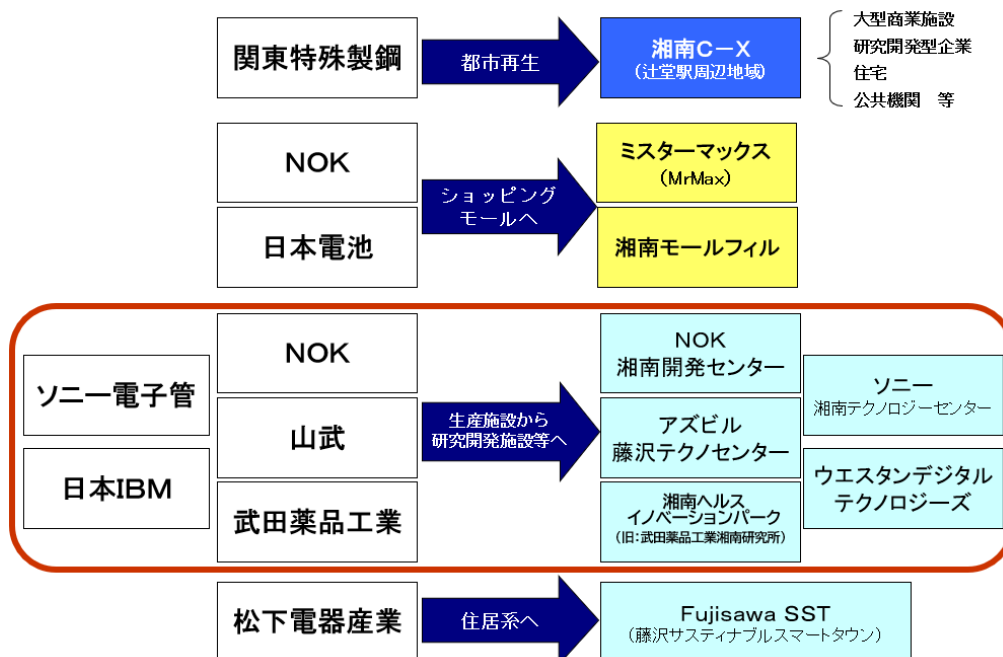 関東特殊製鋼
都市再生
湘南C－X
(辻堂駅周辺地域)
大型商業施設
研究開発型企業
住宅
公共機関　等
NOK
日本電池
ショッピング
モールへ
ミスターマックス
(MrMax)
湘南モールフィル
ソニー電子管
日本IBM
NOK
山武
武田薬品工業
生産施設から
研究開発施設等へ
NOK
湘南開発センター
アズビル
藤沢テクノセンター
湘南ヘルス
イノベーションパーク
(旧：武田薬品工業湘南研究所)
ソニー
湘南テクノロジーセンター
ウエスタンデジタル
テクノロジーズ
松下電器産業
住居系へ
Fujisawa SST
(藤沢サスティナブルスマートタウン)